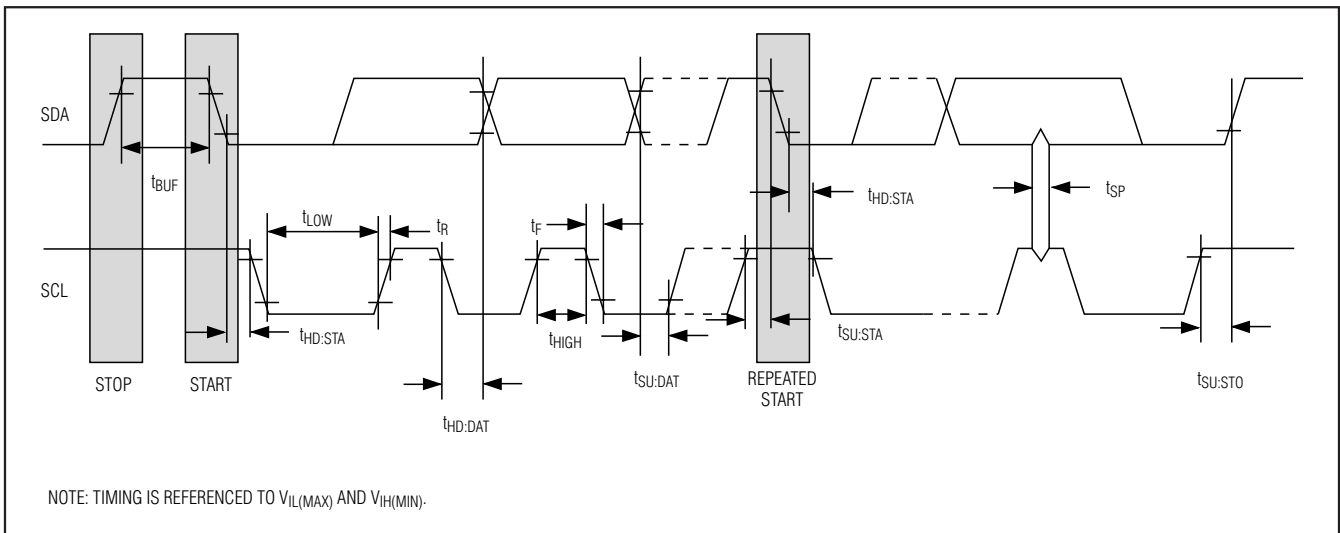 SDA
tBUF
tLOW
tR
tF
tHD:STA
tSP
SCL
tHD:STA
tHIGH
tSU:STA
STOP
START
tSU:DAT
REPEATED
START
tSU:STO
tHD:DAT
NOTE: TIMING IS REFERENCED TO VIL(MAX) AND VIH(MIN).